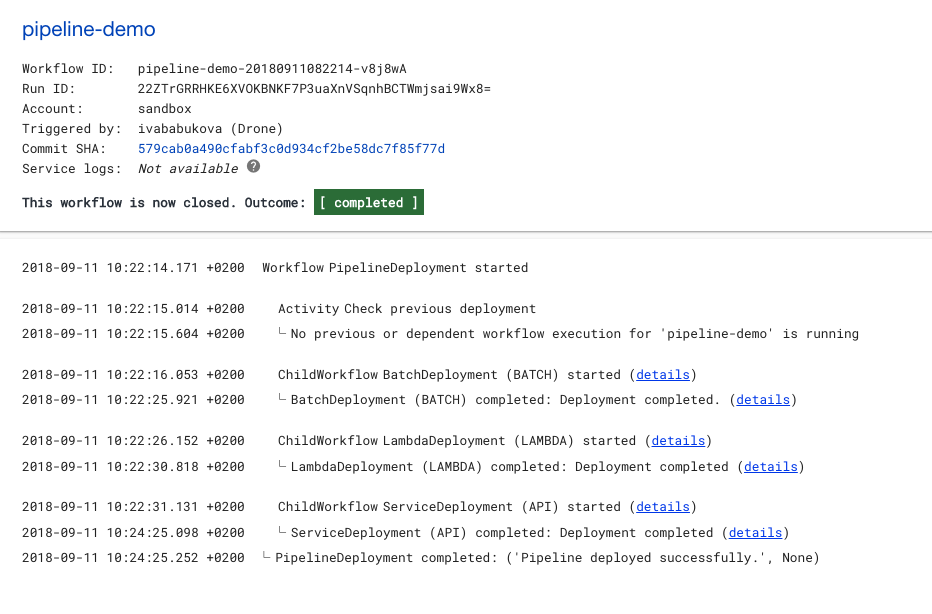 pipeline-demo
Workflow ID: pipeline-demo-20180911082214-v8j8wA
Run ID: 22ZTrGRRHKE6XVOKBNKF7P3uaXnVSqnhBCTWmjsai9Wx8=
Account: sandbox
Triggered by: ivababukova (Drone)
Commit SHA: 579cab0a490cfabf3c0d934cf2be58dc7f85f77d
Service logs: Not available ?
This workflow is now closed. Outcome: [ completed ]
2018-09-11 10:22:14.171 +0200 Workflow PipelineDeployment started
2018-09-11 10:22:15.014 +0200 Activity Check previous deployment
2018-09-11 10:22:15.604 +0200 └ No previous or dependent workflow execution for 'pipeline-demo' is running
2018-09-11 10:22:16.053 +0200 ChildWorkflow BatchDeployment (BATCH) started (details)
2018-09-11 10:22:25.921 +0200 └ BatchDeployment (BATCH) completed: Deployment completed. (details)
2018-09-11 10:22:26.152 +0200 ChildWorkflow LambdaDeployment (LAMBDA) started (details)
2018-09-11 10:22:30.818 +0200 └ LambdaDeployment (LAMBDA) completed: Deployment completed (details)
2018-09-11 10:22:31.131 +0200 ChildWorkflow ServiceDeployment (API) started (details)
2018-09-11 10:24:25.098 +0200 └ ServiceDeployment (API) completed: Deployment completed (details)
2018-09-11 10:24:25.252 +0200 └ PipelineDeployment completed: ('Pipeline deployed successfully.', None)